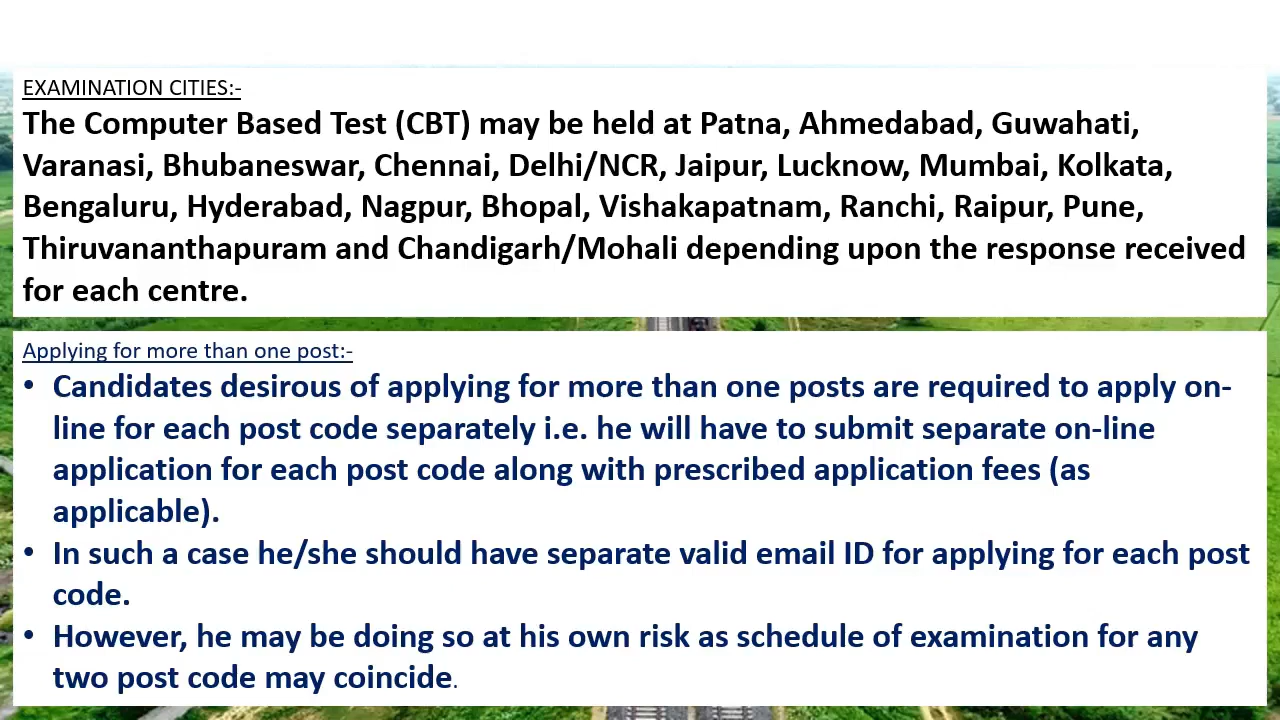 EXAMINATION CITIES:-
The Computer Based Test (CBT) may be held at Patna, Ahmedabad, Guwahati,
Varanasi, Bhubaneswar, Chennai, Delhi/NCR, Jaipur, Lucknow, Mumbai, Kolkata,
Bengaluru, Hyderabad, Nagpur, Bhopal, Vishakapatnam, Ranchi, Raipur, Pune,
Thiruvananthapuram and Chandigarh/Mohali depending upon the response received
for each centre.
Applying for more than one post:-
• Candidates desirous of applying for more than one posts are required to apply on-
line for each post code separately i.e. he will have to submit separate on-line
application for each post code along with prescribed application fees (as
applicable).
• In such a case he/she should have separate valid email ID for applying for each post
code.
• However, he may be doing so at his own risk as schedule of examination for any
two post code may coincide.